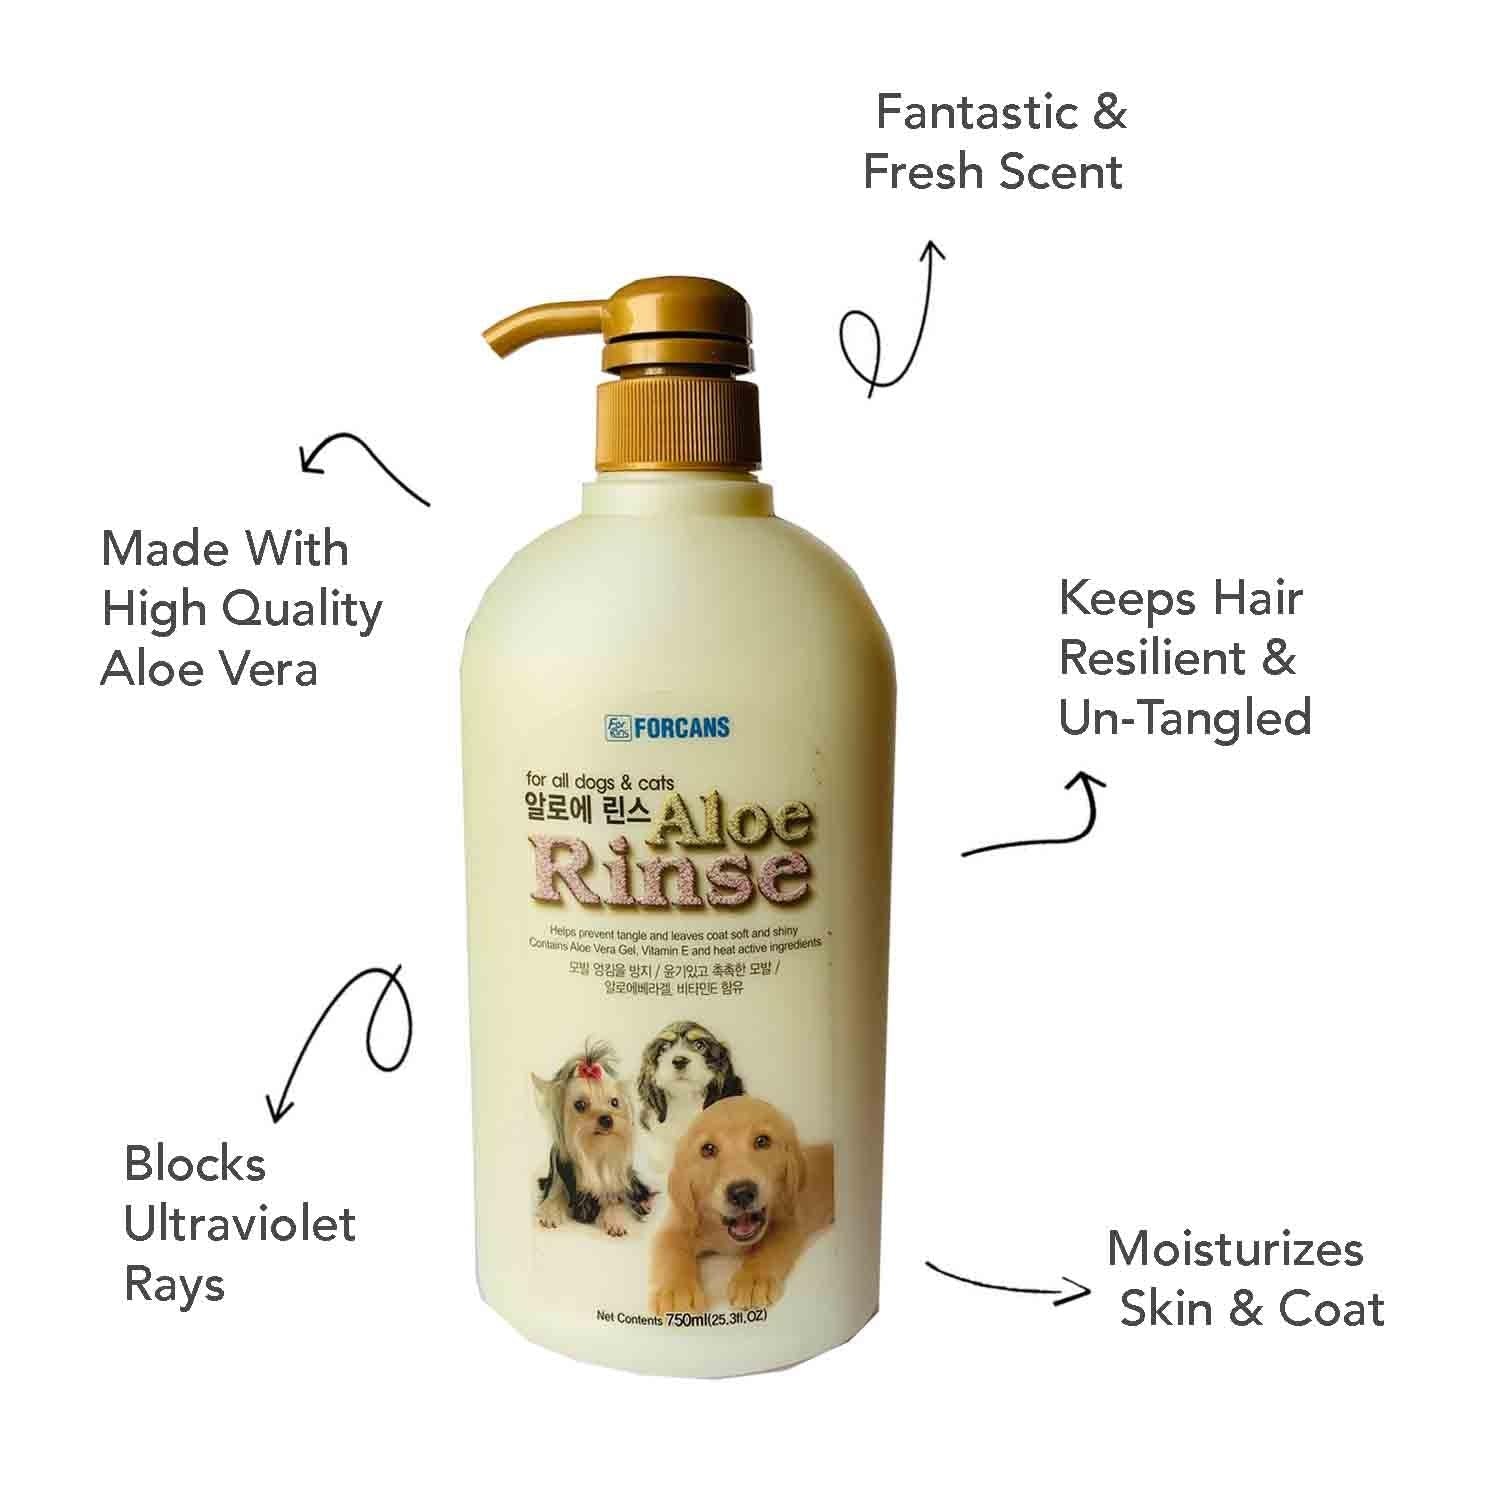 Fantastic &
Fresh Scent
Made With
High Quality
Aloe Vera
Keeps Hair
Resilient &
Un-Tangled
For
FORCANS
for all dogs & cats
알로에 린스 Aloe
Rinse
Helps prevent tangle and leaves coat soft and shiny
Contains Aloe Vera Gel, Vitamin E and heat active ingredients
모발 엉킴을 방지 / 윤기있고 촉촉한 모발 /
알로에베라겔, 비타민E 함유
Blocks
Ultraviolet
Rays
Moisturizes
Skin & Coat
Net Contents 750ml(25.3fl.OZ)